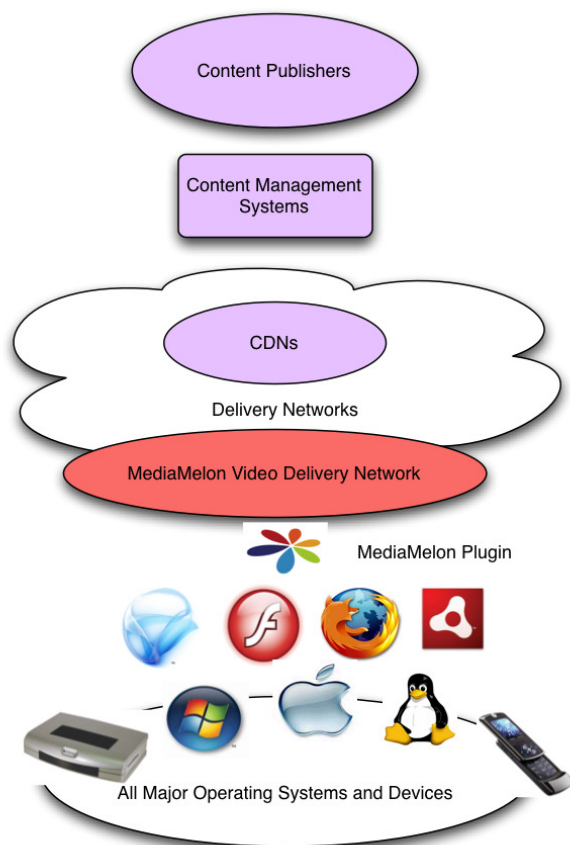 Content Publishers
Content Management
Systems
CDNs
Delivery Networks
MediaMelon Video Delivery Network
MediaMelon Plugin
All Major Operating Systems and Devices